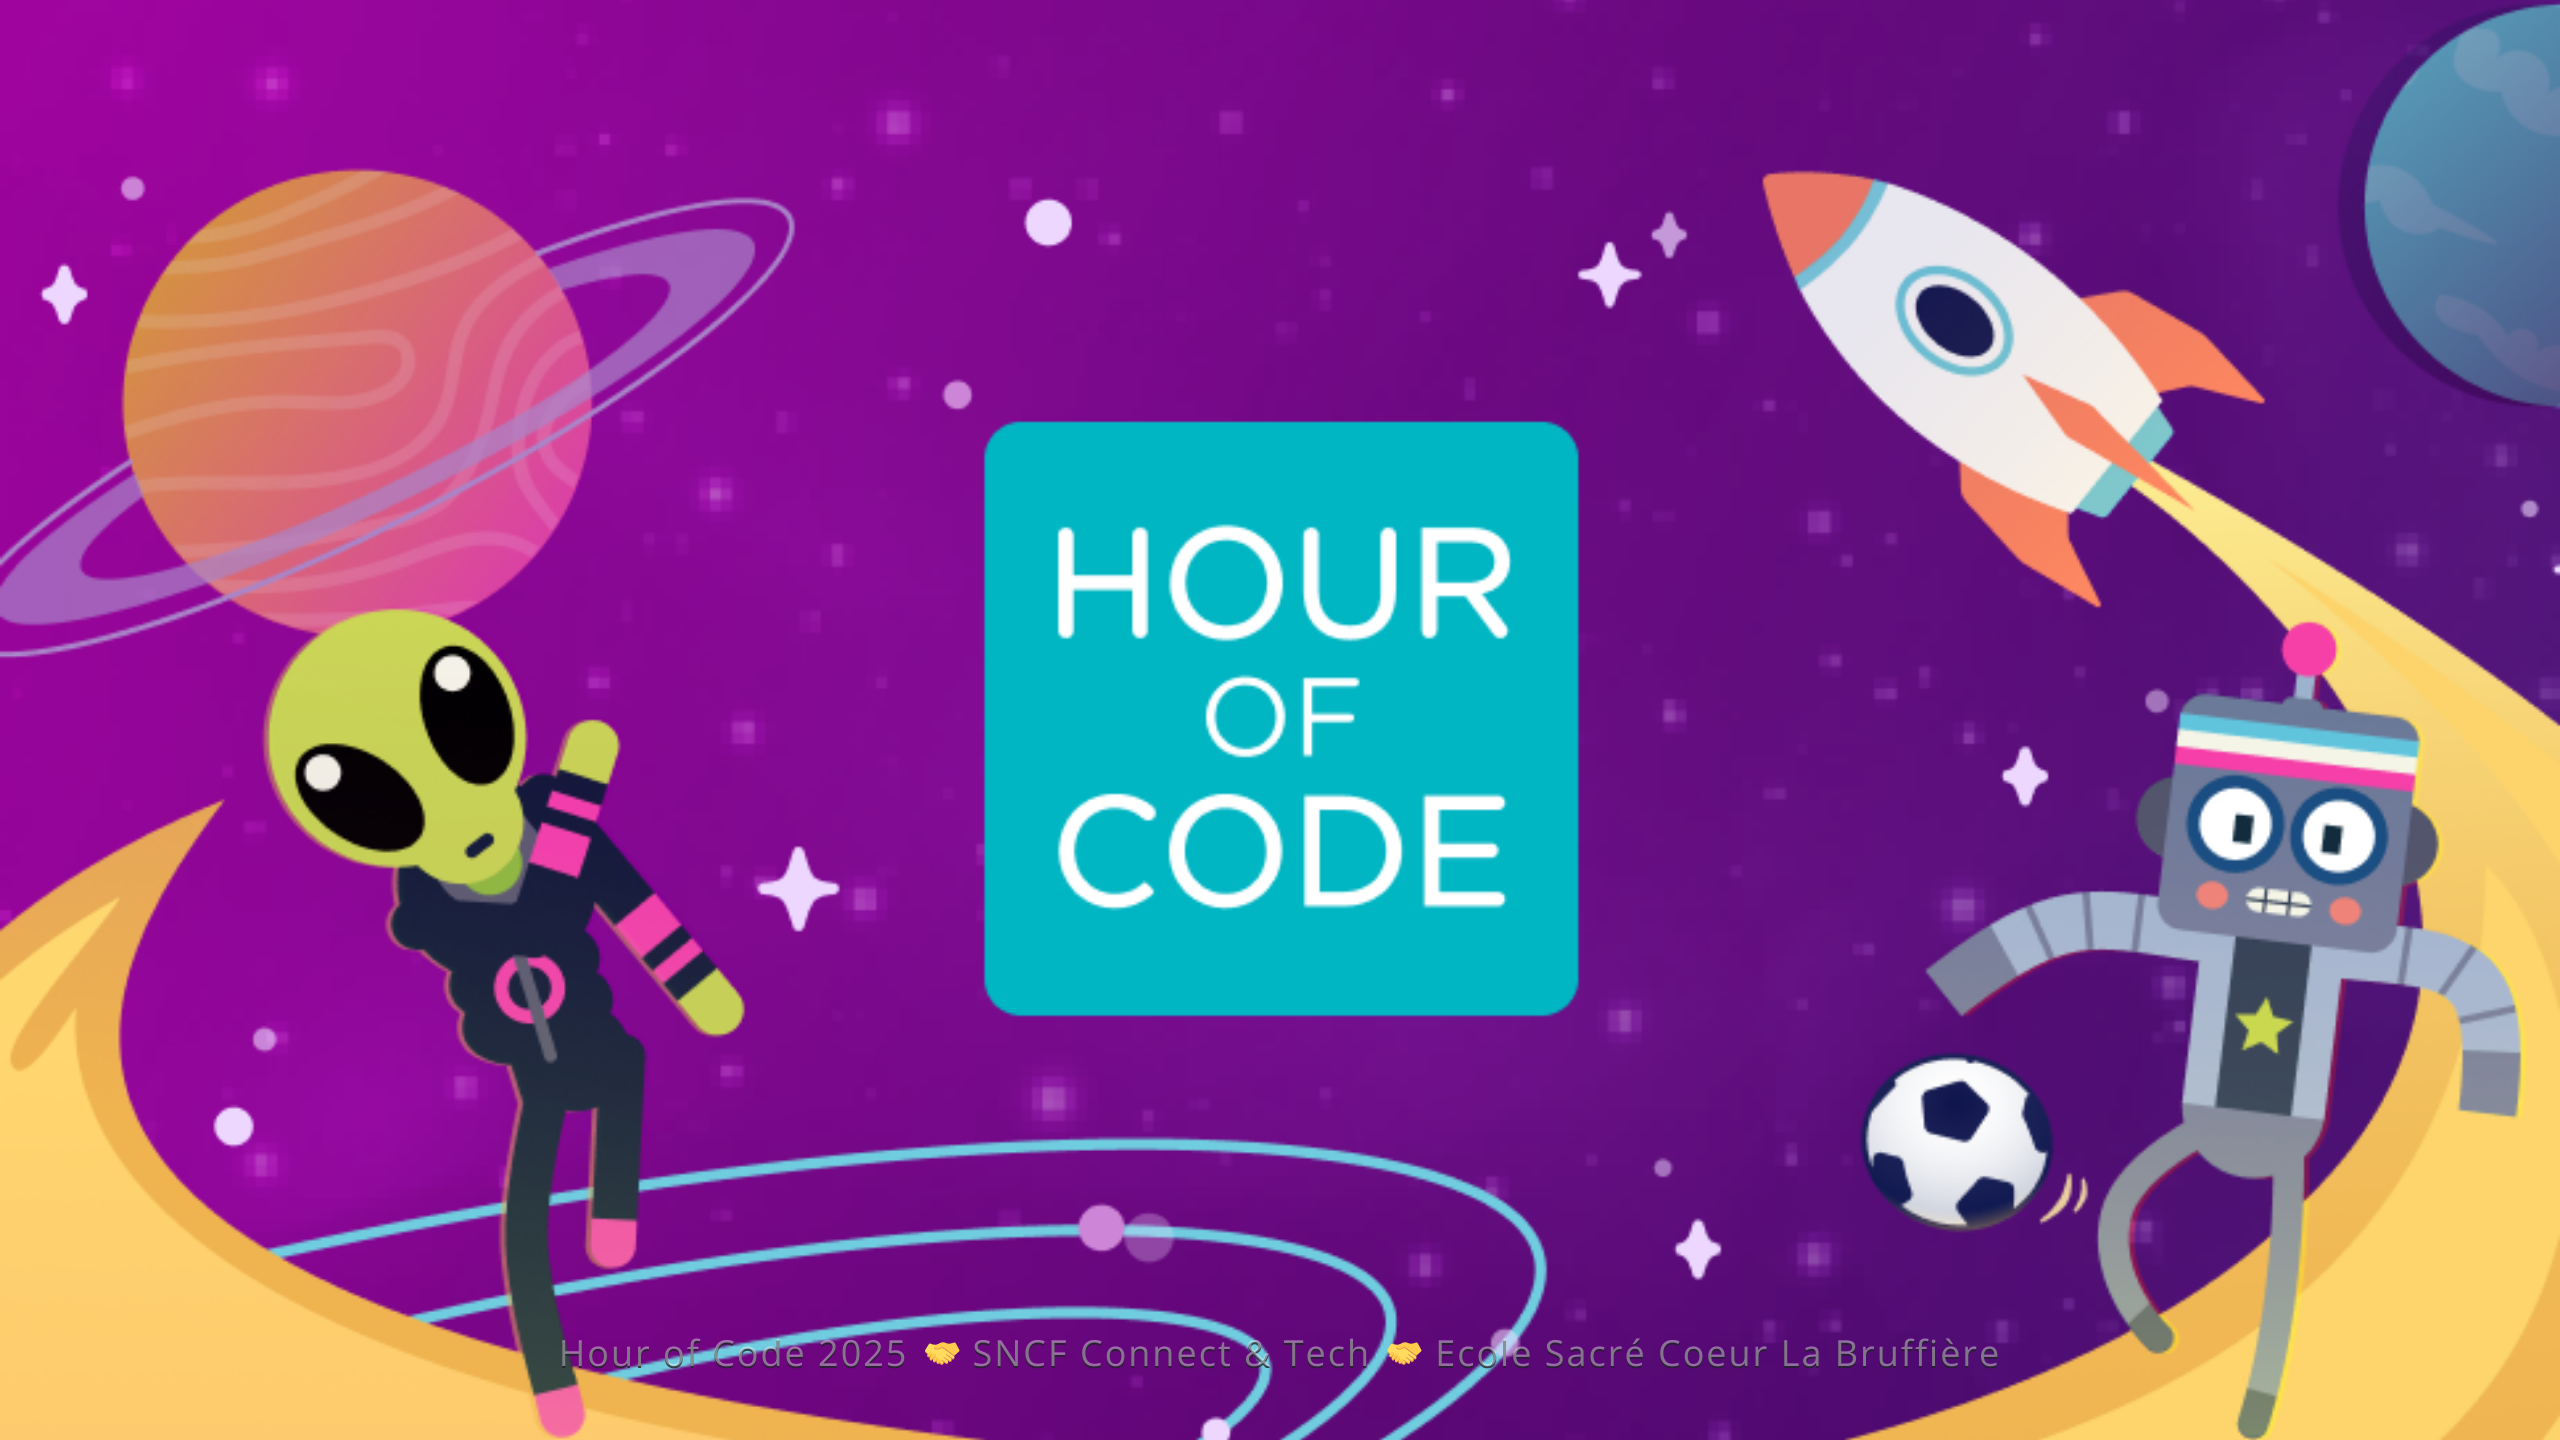 HOUR
OF
CODE
Hour of Code 2025 🤝 SNCF Connect & Tech 🤝 Ecole Sacré Coeur La Bruffière